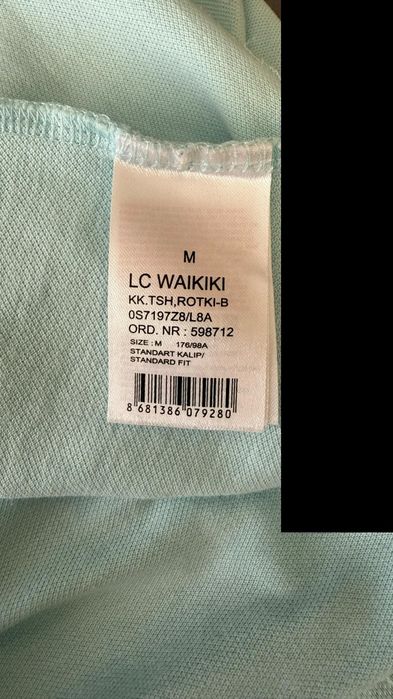 M
LC WAIKIKI
KK.TSH,ROTKI-B
0S7197Z8/L8A
ORD. NR : 598712
SIZE : M 176/98A
STANDART KALIP/
STANDARD FIT
8 681386 079280